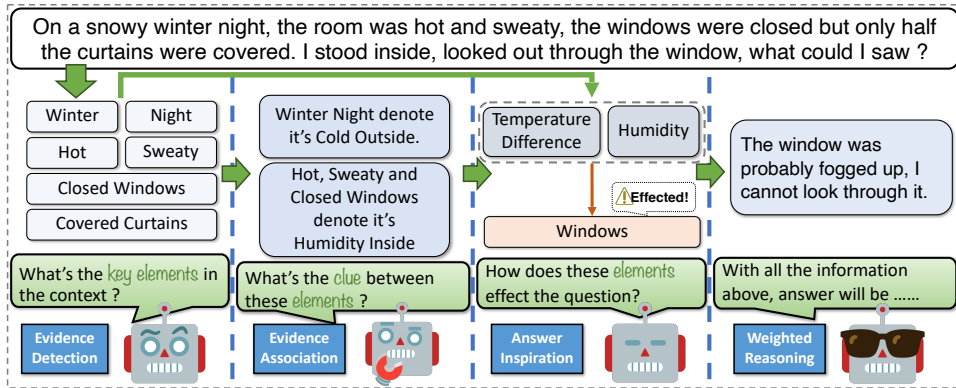 On a snowy winter night, the room was hot and sweaty, the windows were closed but only half
the curtains were covered. I stood inside, looked out through the window, what could I saw ?
Winter
Night
Hot
Sweaty
Closed Windows
Covered Curtains
Winter Night denote
it's Cold Outside.
Hot, Sweaty and
Closed Windows
denote it's
Humidity Inside
Temperature
Difference
Humidity
Effected!
Windows
The window was
probably fogged up, I
cannot look through it.
What's the key elements in
the context ?
What's the clue between
these elements ?
How does these elements
effect the question?
With all the information
above, answer will be ......
Evidence
Detection
Evidence
Association
Answer
Inspiration
Weighted
Reasoning